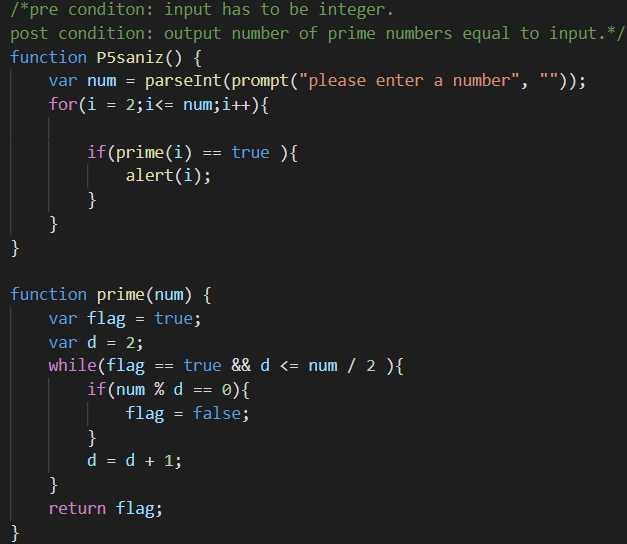 /*pre conditon: input has to be integer.
post condition: output number of prime numbers equal to input.*/
function P5saniz() {
    var num = parseInt(prompt("please enter a number", ""));
    for(i = 2;i<= num;i++){

        if(prime(i) == true ){
            alert(i);
        }
    }
}

function prime(num) {
    var flag = true;
    var d = 2;
    while(flag == true && d <= num / 2 ){
        if(num % d == 0){
            flag = false;
        }
        d = d + 1;
    }
    return flag;
}